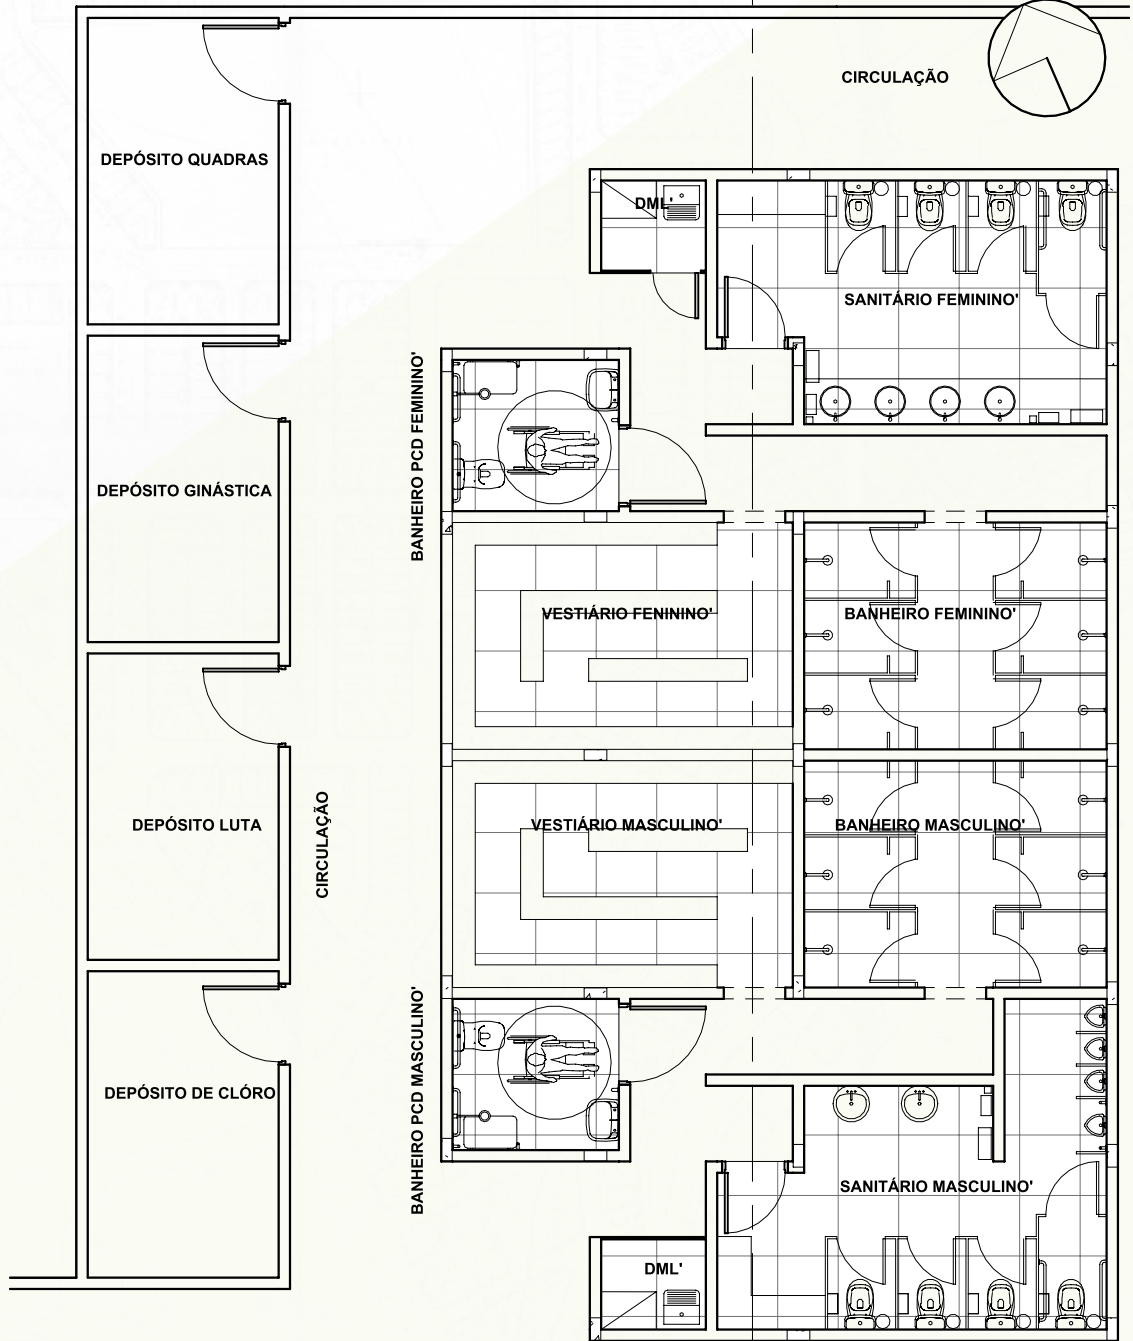 CIRCULAÇÃO
DEPÓSITO QUADRAS
DML'
SANITÁRIO FEMININO'
BANHEIRO PCD FEMININO'
DEPÓSITO GINÁSTICA
VESTIÁRIO FENININO'
BANHEIRO FEMININO'
DEPÓSITO LUTA
CIRCULAÇÃO
VESTIÁRIO MASCULINO'
BANHEIRO MASCULINO'
DEPÓSITO DE CLÓRO
BANHEIRO PCD MASCULINO'
SANITÁRIO MASCULINO'
DML'